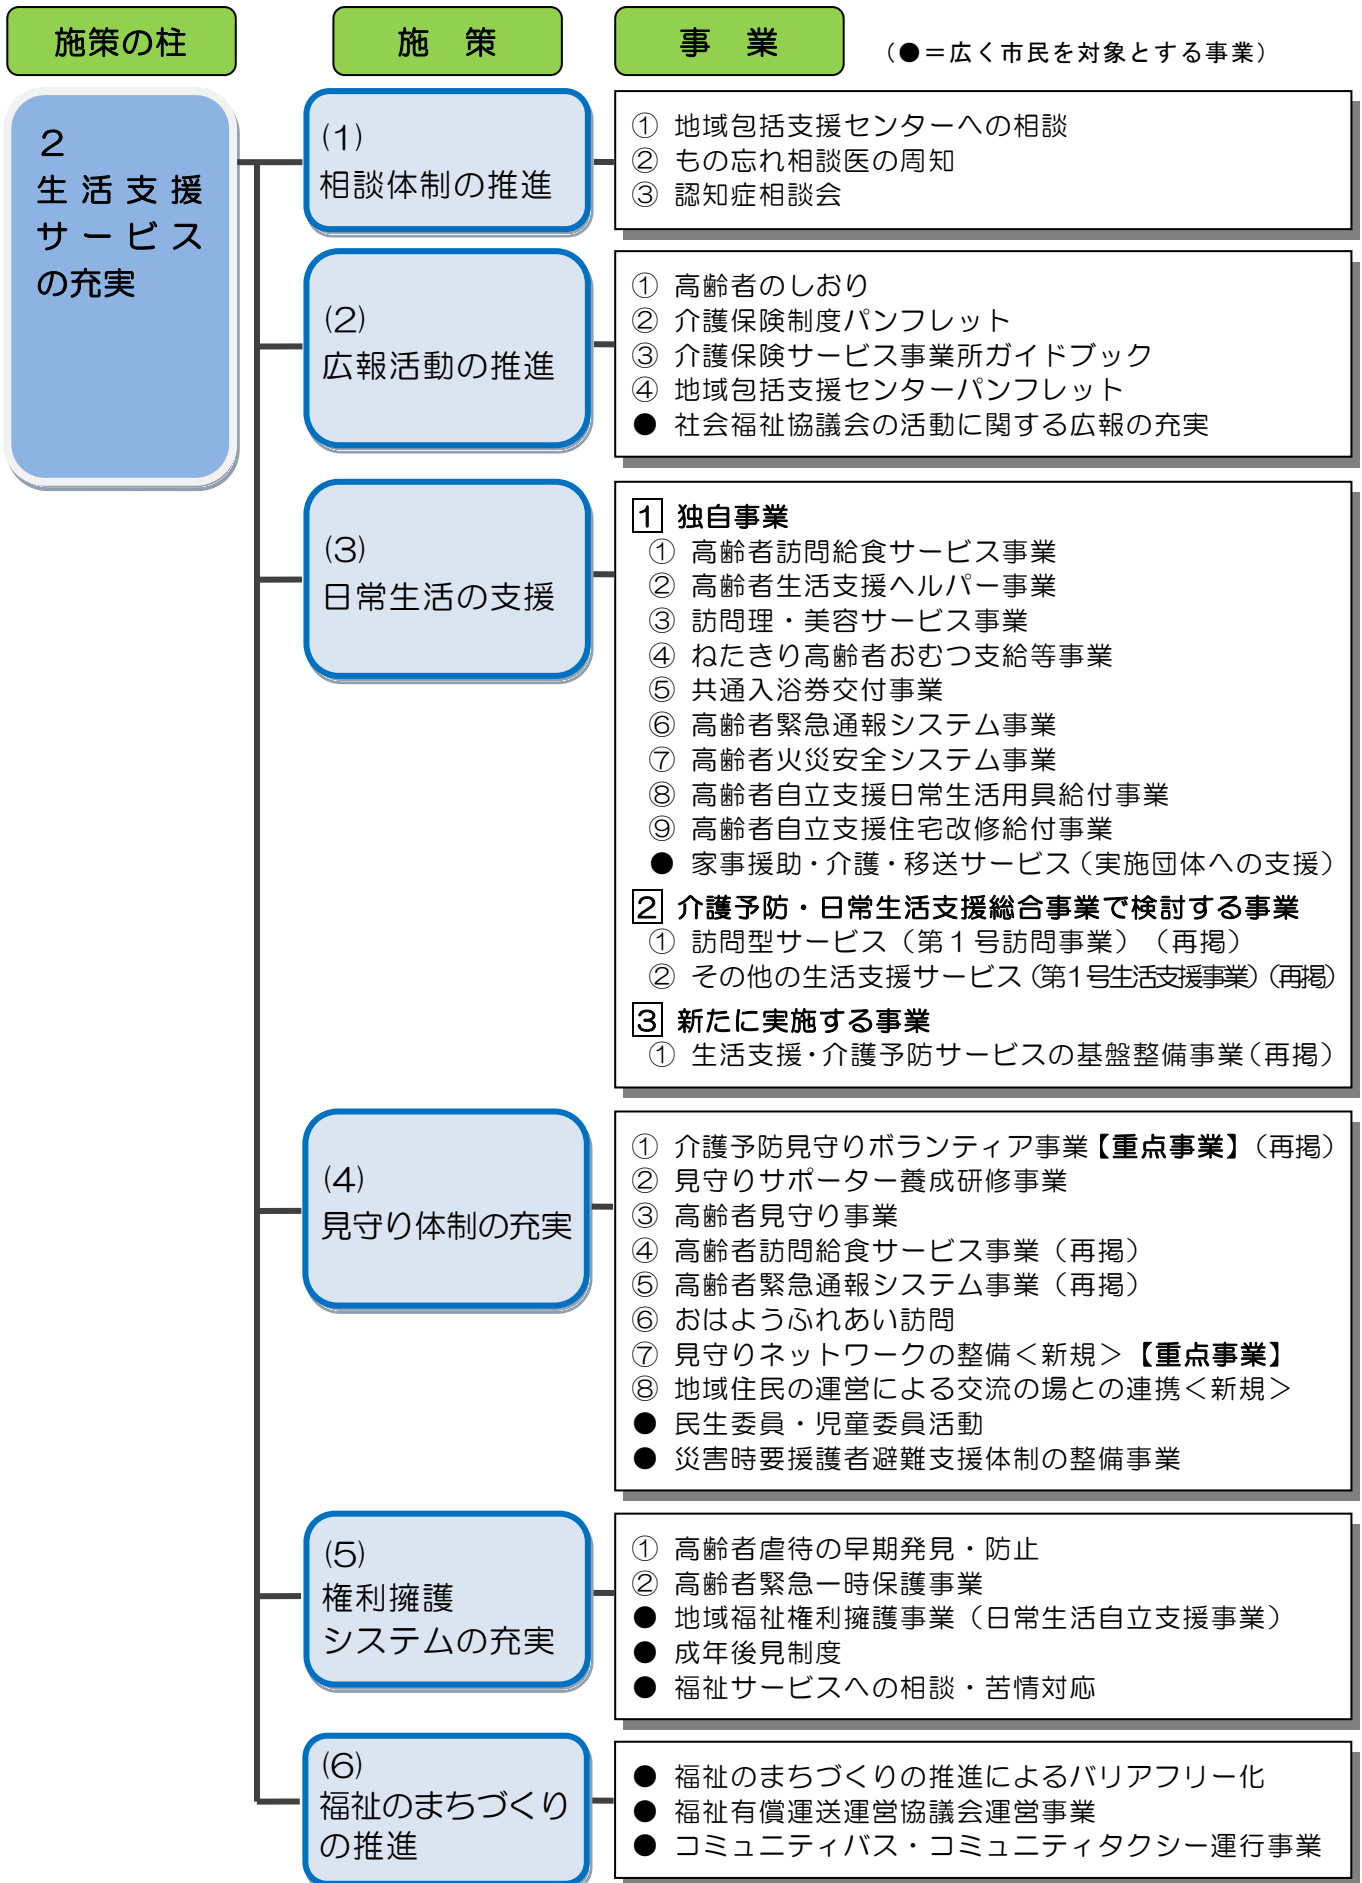 施策の柱
施　策
事　業
（●＝広く市民を対象とする事業）
2
生活支援
サービス
の充実
(1)
相談体制の推進
① 地域包括支援センターへの相談
② もの忘れ相談医の周知
③ 認知症相談会
(2)
広報活動の推進
① 高齢者のしおり
② 介護保険制度パンフレット
③ 介護保険サービス事業所ガイドブック
④ 地域包括支援センターパンフレット
● 社会福祉協議会の活動に関する広報の充実
(3)
日常生活の支援
1 独自事業
① 高齢者訪問給食サービス事業
② 高齢者生活支援ヘルパー事業
③ 訪問理・美容サービス事業
④ ねたきり高齢者おむつ支給等事業
⑤ 共通入浴券交付事業
⑥ 高齢者緊急通報システム事業
⑦ 高齢者火災安全システム事業
⑧ 高齢者自立支援日常生活用具給付事業
⑨ 高齢者自立支援住宅改修給付事業
● 家事援助・介護・移送サービス（実施団体への支援）
2 介護予防・日常生活支援総合事業で検討する事業
① 訪問型サービス（第１号訪問事業）（再掲）
② その他の生活支援サービス（第１号生活支援事業）（再掲）
3 新たに実施する事業
① 生活支援・介護予防サービスの基盤整備事業（再掲）
(4)
見守り体制の充実
① 介護予防見守りボランティア事業【重点事業】（再掲）
② 見守りサポーター養成研修事業
③ 高齢者見守り事業
④ 高齢者訪問給食サービス事業（再掲）
⑤ 高齢者緊急通報システム事業（再掲）
⑥ おはようふれあい訪問
⑦ 見守りネットワークの整備＜新規＞【重点事業】
⑧ 地域住民の運営による交流の場との連携＜新規＞
● 民生委員・児童委員活動
● 災害時要援護者避難支援体制の整備事業
(5)
権利擁護
システムの充実
① 高齢者虐待の早期発見・防止
② 高齢者緊急一時保護事業
● 地域福祉権利擁護事業（日常生活自立支援事業）
● 成年後見制度
● 福祉サービスへの相談・苦情対応
(6)
福祉のまちづくり
の推進
● 福祉のまちづくりの推進によるバリアフリー化
● 福祉有償運送運営協議会運営事業
● コミュニティバス・コミュニティタクシー運行事業